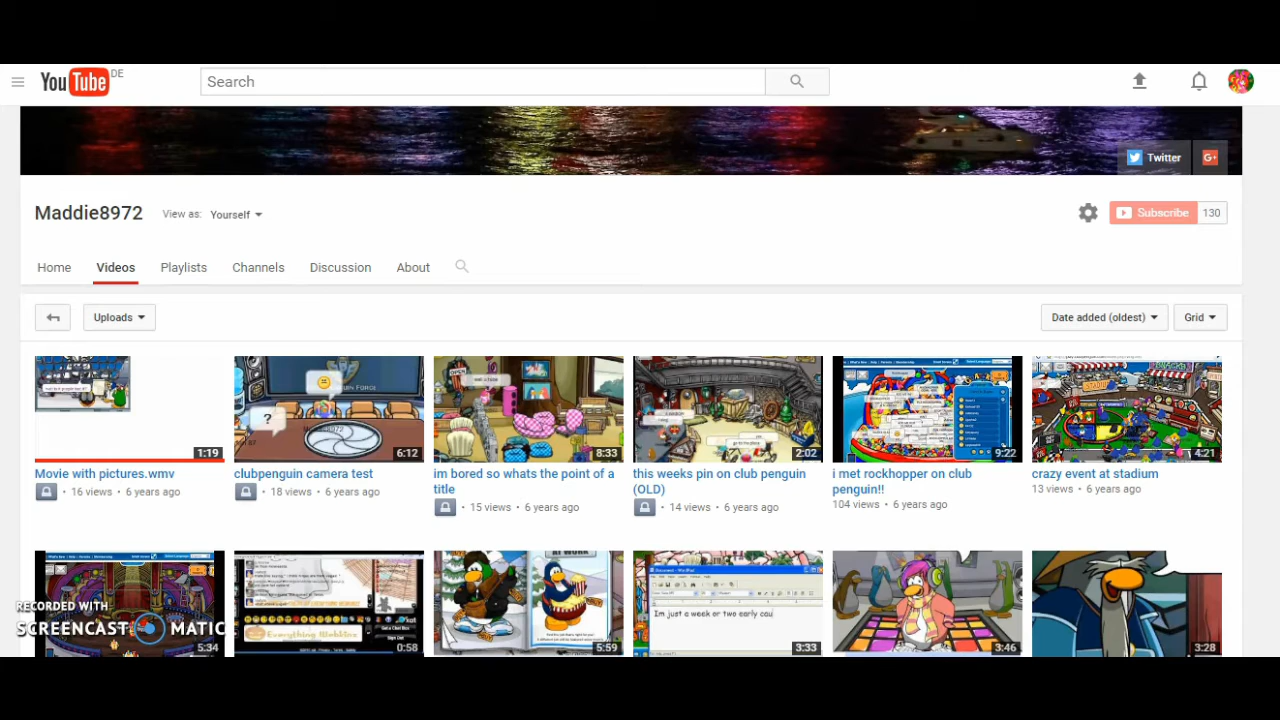 YouTube DE
Search
Twitter
Maddie8972
View as: Yourself
Subscribe 130
Home Videos Playlists Channels Discussion About
Uploads
Date added (oldest) Grid
1:19 6:12 8:33 2:02 9:22 4:21
Movie with pictures.wmv
16 views • 6 years ago
clubpenguin camera test
18 views • 6 years ago
im bored so whats the point of a
title
15 views • 6 years ago
this weeks pin on club penguin
(OLD)
14 views • 6 years ago
i met rockhopper on club
penguin!!
104 views • 6 years ago
crazy event at stadium
13 views • 6 years ago
Im just a week or two early cau
Everything
RECORDED WITH
SCREENCAST MATIC
5:34 0:58 5:59 3:33 3:46 3:28